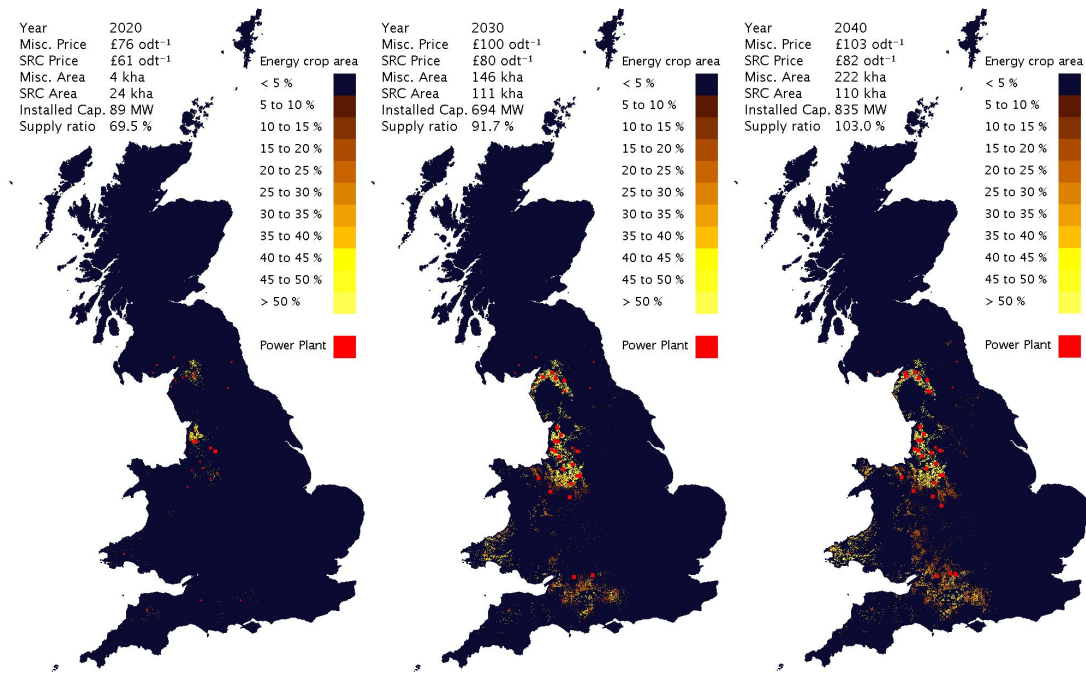 Year 2020
Misc. Price £76 odt⁻¹
SRC Price £61 odt⁻¹
Misc. Area 4 kha
SRC Area 24 kha
Installed Cap. 89 MW
Supply ratio 69.5 %
Energy crop area
< 5 %
5 to 10 %
10 to 15 %
15 to 20 %
20 to 25 %
25 to 30 %
30 to 35 %
35 to 40 %
40 to 45 %
45 to 50 %
> 50 %
Power Plant
Year 2030
Misc. Price £100 odt⁻¹
SRC Price £80 odt⁻¹
Misc. Area 146 kha
SRC Area 111 kha
Installed Cap. 694 MW
Supply ratio 91.7 %
Energy crop area
< 5 %
5 to 10 %
10 to 15 %
15 to 20 %
20 to 25 %
25 to 30 %
30 to 35 %
35 to 40 %
40 to 45 %
45 to 50 %
> 50 %
Power Plant
Year 2040
Misc. Price £103 odt⁻¹
SRC Price £82 odt⁻¹
Misc. Area 222 kha
SRC Area 110 kha
Installed Cap. 835 MW
Supply ratio 103.0 %
Energy crop area
< 5 %
5 to 10 %
10 to 15 %
15 to 20 %
20 to 25 %
25 to 30 %
30 to 35 %
35 to 40 %
40 to 45 %
45 to 50 %
> 50 %
Power Plant